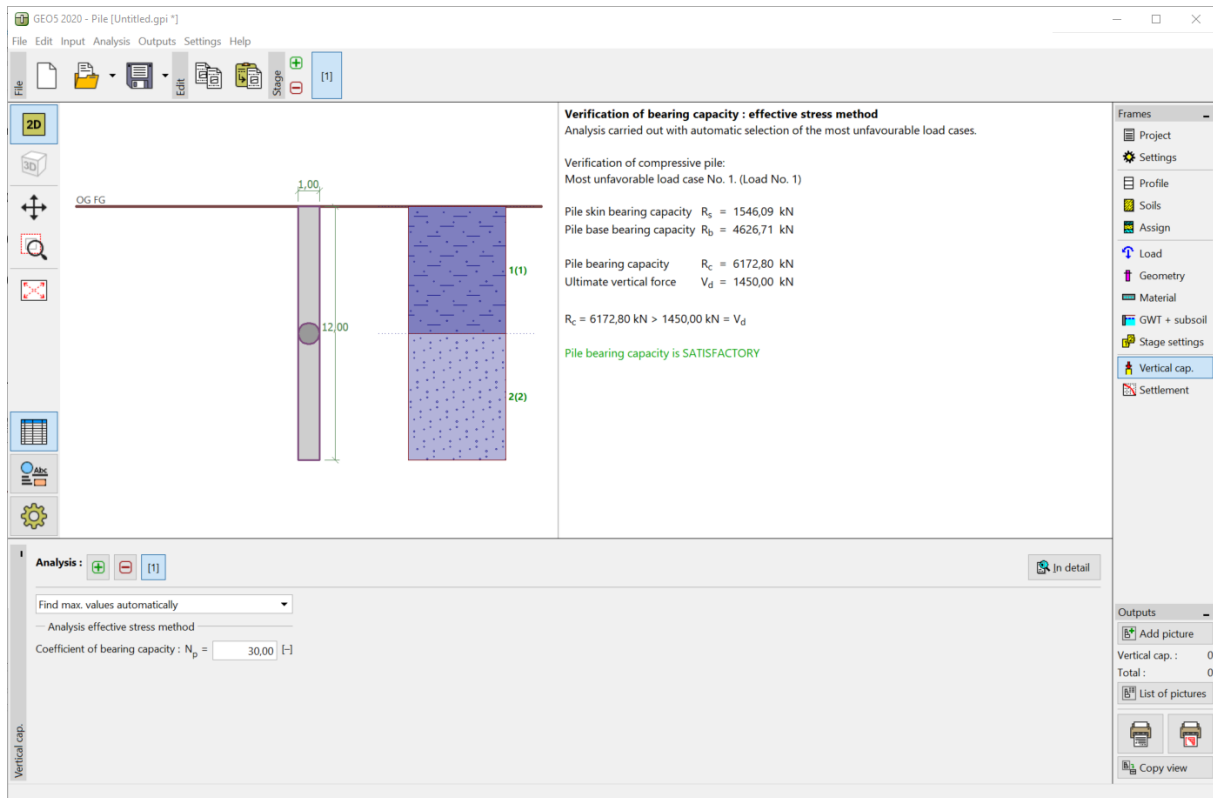 GEO5 2020 - Pile [Untitled.gpi *]
File Edit Input Analysis Outputs Settings Help
File
Edit
Stage
[1]
2D
3D
Abc
OG FG
1,00
12,00
1(1)
2(2)
Verification of bearing capacity : effective stress method
Analysis carried out with automatic selection of the most unfavourable load cases.
Verification of compressive pile:
Most unfavorable load case No. 1. (Load No. 1)
Pile skin bearing capacity Rs = 1546,09 kN
Pile base bearing capacity Rb = 4626,71 kN
Pile bearing capacity Rc = 6172,80 kN
Ultimate vertical force Vd = 1450,00 kN
Rc = 6172,80 kN > 1450,00 kN = Vd
Pile bearing capacity is SATISFACTORY
Frames
Project
Settings
Profile
Soils
Assign
Load
Geometry
Material
GWT + subsoil
Stage settings
Vertical cap.
Settlement
Vertical cap.
Analysis :
[1]
In detail
Find max. values automatically
Analysis effective stress method
Coefficient of bearing capacity : Np = 30,00 [–]
Outputs
Add picture
Vertical cap. : 0
Total : 0
List of pictures
Copy view